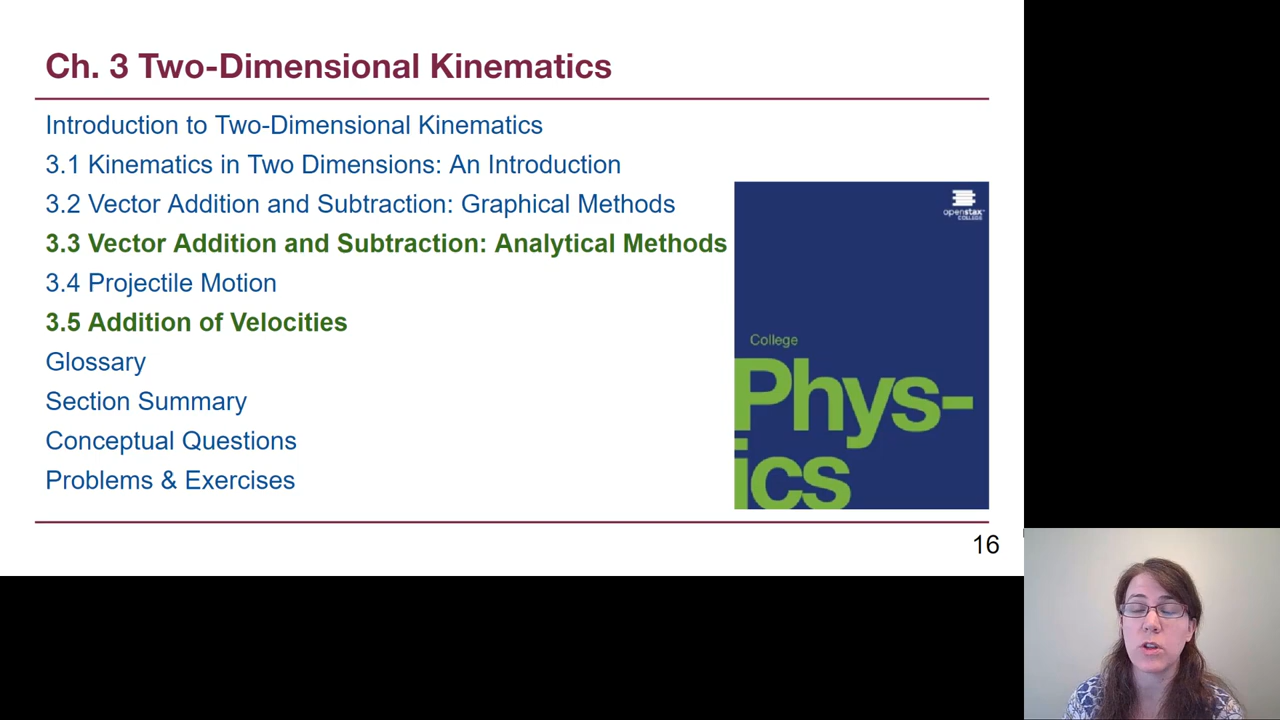 Ch. 3 Two-Dimensional Kinematics
Introduction to Two-Dimensional Kinematics
3.1 Kinematics in Two Dimensions: An Introduction
3.2 Vector Addition and Subtraction: Graphical Methods
3.3 Vector Addition and Subtraction: Analytical Methods
3.4 Projectile Motion
3.5 Addition of Velocities
Glossary
Section Summary
Conceptual Questions
Problems & Exercises
openstax™
COLLEGE
College
Phys-
ics
16